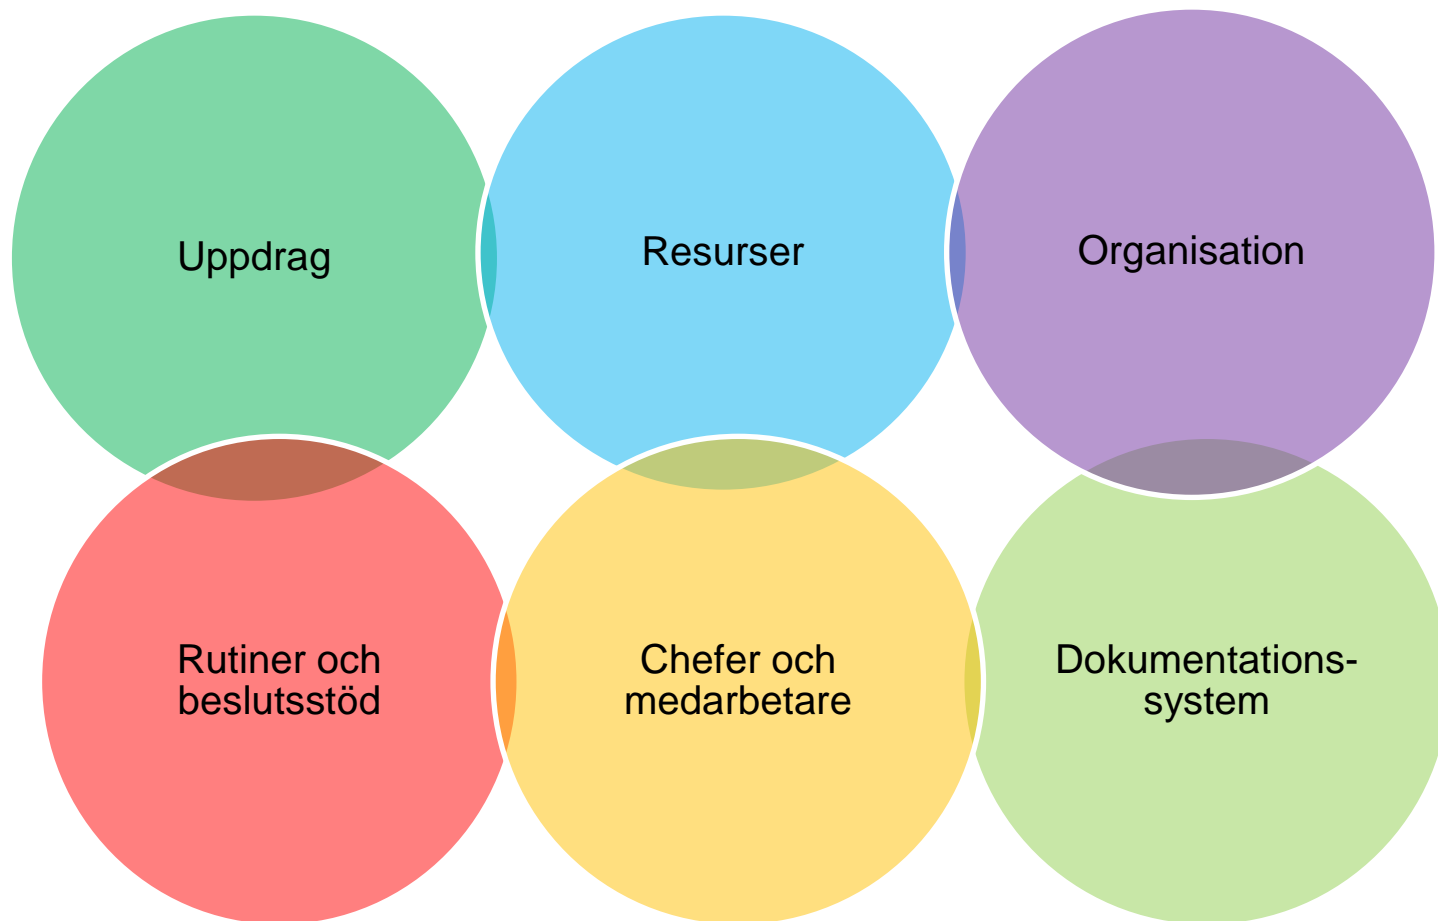 Uppdrag
Resurser
Organisation
Rutiner och
beslutsstöd
Chefer och
medarbetare
Dokumentations-
system